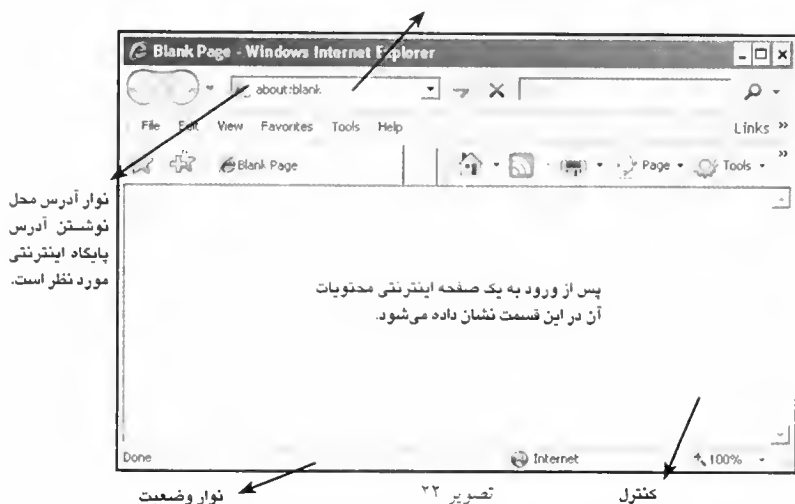 Blank Page - Windows Internet Explorer
about:blank
File Edit View Favorites Tools Help
Links »
Blank Page
Page
Tools
»
نوار آدرس محل
نوشتن آدرس
پایگاه اینترنتی
مورد نظر است.
پس از ورود به یک صفحه اینترنتی محتویات
آن در این قسمت نشان داده می‌شود.
Done
Internet
100%
نوار وضعیت
تصویر ۲۲
کنترل